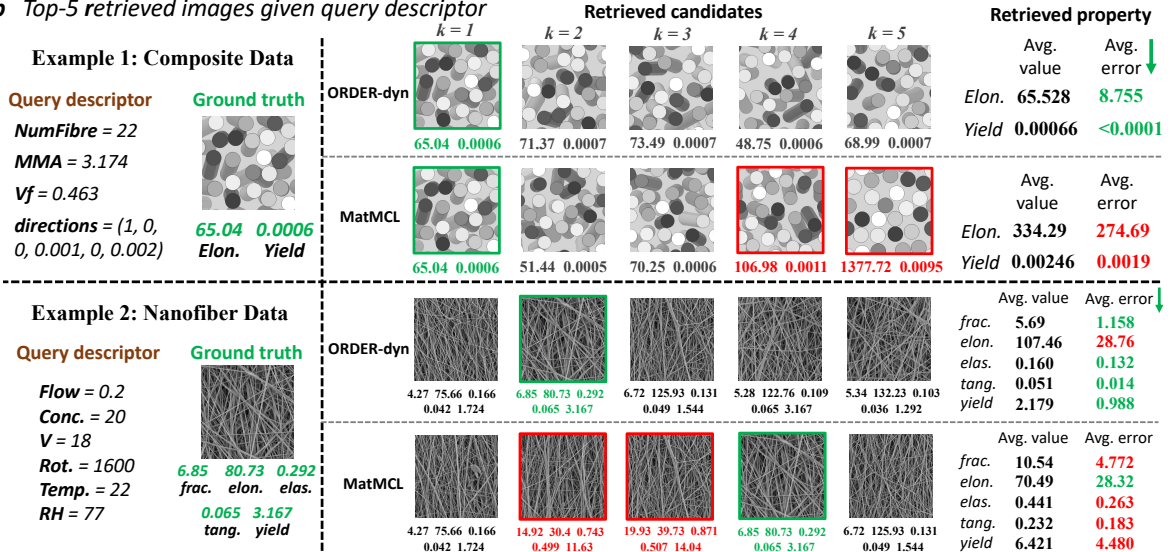 b Top-5 retrieved images given query descriptor
Retrieved candidates
Retrieved property
k = 1 k = 2 k = 3 k = 4 k = 5
Example 1: Composite Data
Query descriptor
NumFibre = 22
MMA = 3.174
Vf = 0.463
directions = (1, 0,
0, 0.001, 0, 0.002)
Ground truth
65.04 0.0006
Elon. Yield
ORDER-dyn
65.04 0.0006 71.37 0.0007 73.49 0.0007 48.75 0.0006 68.99 0.0007
Avg. Avg.
value error
Elon. 65.528 8.755
Yield 0.00066 <0.0001
MatMCL
65.04 0.0006 51.44 0.0005 70.25 0.0006 106.98 0.0011 1377.72 0.0095
Avg. Avg.
value error
Elon. 334.29 274.69
Yield 0.00246 0.0019
Example 2: Nanofiber Data
Query descriptor
Flow = 0.2
Conc. = 20
V = 18
Rot. = 1600
Temp. = 22
RH = 77
Ground truth
6.85 80.73 0.292
frac. elon. elas.
0.065 3.167
tang. yield
ORDER-dyn
4.27 75.66 0.166 6.85 80.73 0.292 6.72 125.93 0.131 5.28 122.76 0.109 5.34 132.23 0.103
0.042 1.724 0.065 3.167 0.049 1.544 0.065 3.167 0.036 1.292
Avg. value Avg. error
frac. 5.69 1.158
elon. 107.46 28.76
elas. 0.160 0.132
tang. 0.051 0.014
yield 2.179 0.988
MatMCL
4.27 75.66 0.166 14.92 30.4 0.743 19.93 39.73 0.871 6.85 80.73 0.292 6.72 125.93 0.131
0.042 1.724 0.499 11.63 0.507 14.04 0.065 3.167 0.049 1.544
Avg. value Avg. error
frac. 10.54 4.772
elon. 70.49 28.32
elas. 0.441 0.263
tang. 0.232 0.183
yield 6.421 4.480